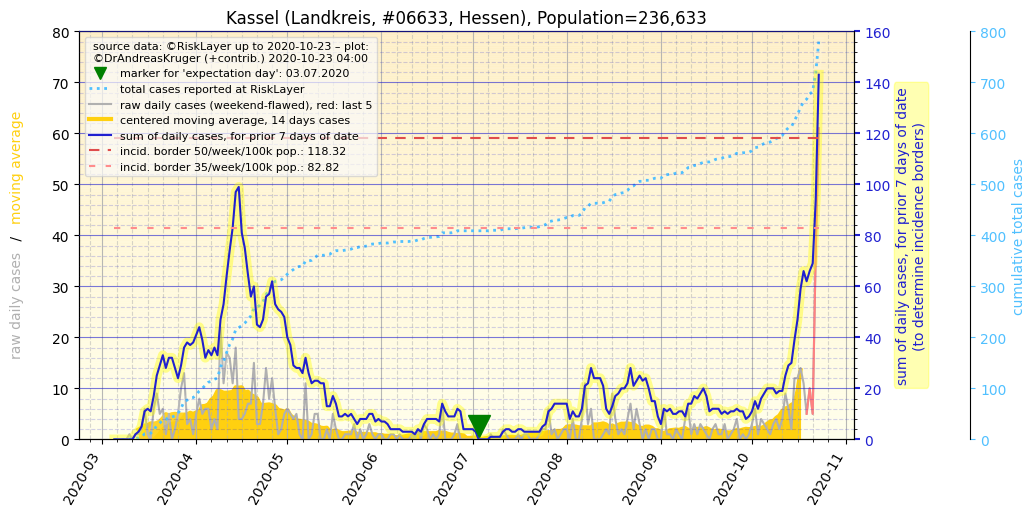 Kassel (Landkreis, #06633, Hessen), Population=236,633
source data: ©RiskLayer up to 2020-10-23 – plot:
©DrAndreasKruger (+contrib.) 2020-10-23 04:00
marker for 'expectation day': 03.07.2020
total cases reported at RiskLayer
raw daily cases (weekend-flawed), red: last 5
centered moving average, 14 days cases
sum of daily cases, for prior 7 days of date
incid. border 50/week/100k pop.: 118.32
incid. border 35/week/100k pop.: 82.82
raw daily cases / moving average
80
70
60
50
40
30
20
10
0
160
140
120
100
80
60
40
20
0
sum of daily cases, for prior 7 days of date
(to determine incidence borders)
800
700
600
500
400
300
200
100
0
cumulative total cases
2020-03
2020-04
2020-05
2020-06
2020-07
2020-08
2020-09
2020-10
2020-11